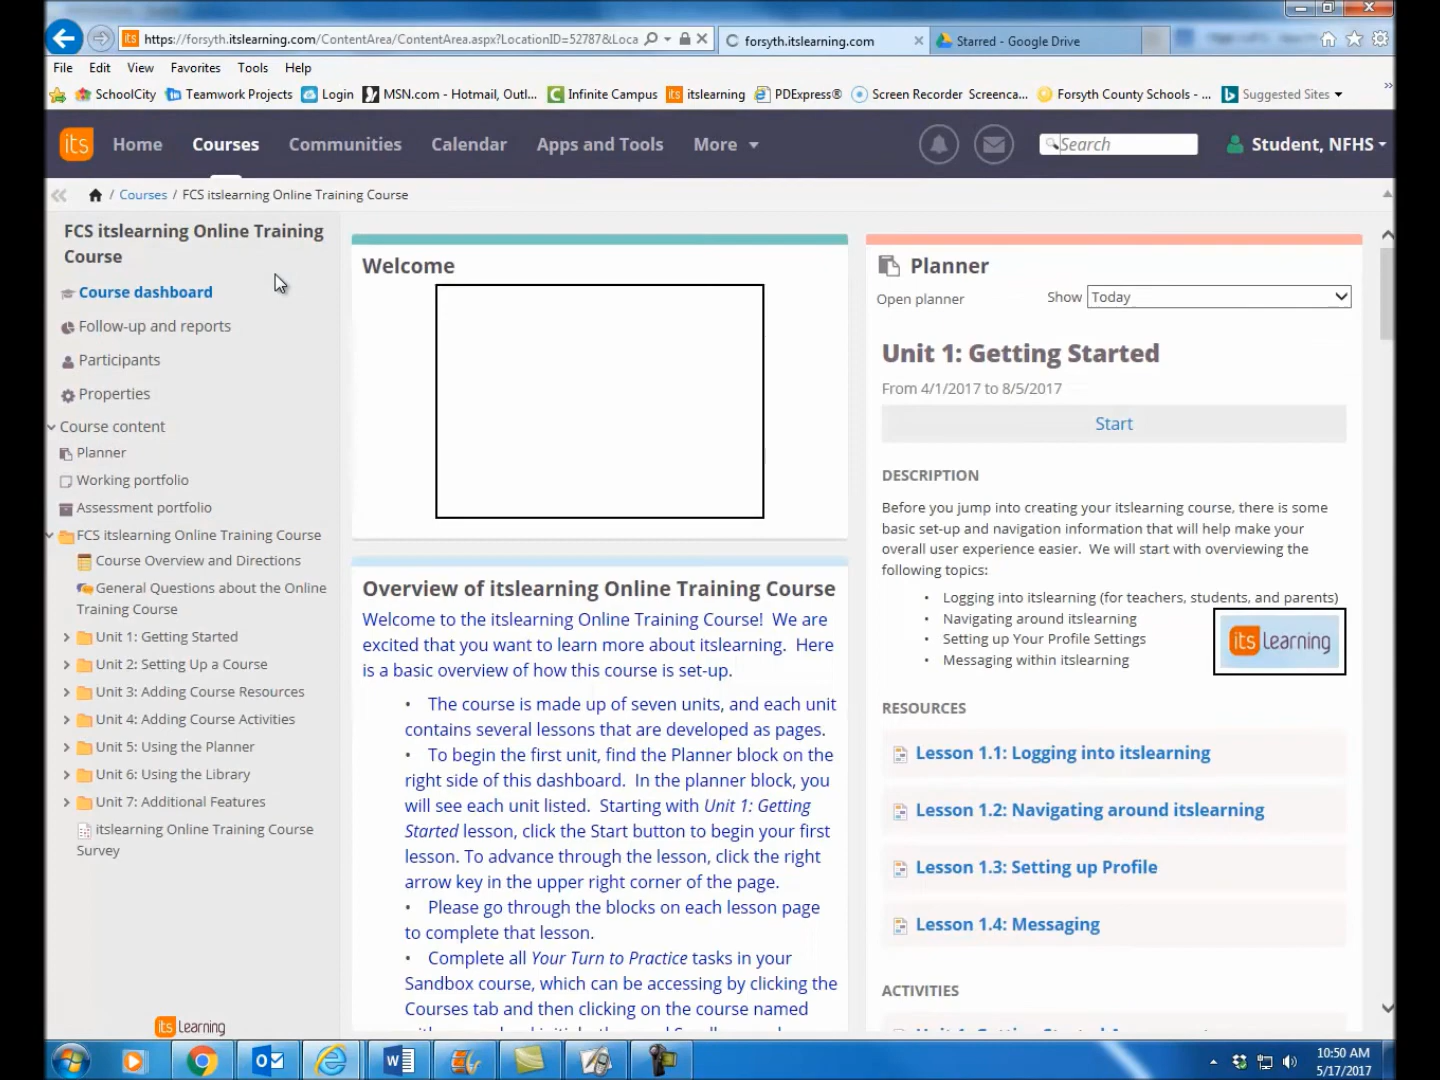 https://forsyth.itslearning.com/ContentArea/ContentArea.aspx?LocationID=52787&Loca
forsyth.itslearning.com
Starred - Google Drive
File Edit View Favorites Tools Help
SchoolCity Teamwork Projects Login MSN.com - Hotmail, Outl... Infinite Campus its itslearning PDExpress® Screen Recorder Screenca... Forsyth County Schools - ... Suggested Sites
its Home Courses Communities Calendar Apps and Tools More Search Student, NFHS
/ Courses / FCS itslearning Online Training Course
FCS itslearning Online Training
Course
Course dashboard
Follow-up and reports
Participants
Properties
Course content
Planner
Working portfolio
Assessment portfolio
FCS itslearning Online Training Course
Course Overview and Directions
General Questions about the Online
Training Course
Unit 1: Getting Started
Unit 2: Setting Up a Course
Unit 3: Adding Course Resources
Unit 4: Adding Course Activities
Unit 5: Using the Planner
Unit 6: Using the Library
Unit 7: Additional Features
itslearning Online Training Course
Survey
its Learning
Welcome
Overview of itslearning Online Training Course
Welcome to the itslearning Online Training Course! We are
excited that you want to learn more about itslearning. Here
is a basic overview of how this course is set-up.
• The course is made up of seven units, and each unit
contains several lessons that are developed as pages.
• To begin the first unit, find the Planner block on the
right side of this dashboard. In the planner block, you
will see each unit listed. Starting with Unit 1: Getting
Started lesson, click the Start button to begin your first
lesson. To advance through the lesson, click the right
arrow key in the upper right corner of the page.
• Please go through the blocks on each lesson page
to complete that lesson.
• Complete all Your Turn to Practice tasks in your
Sandbox course, which can be accessing by clicking the
Courses tab and then clicking on the course named
Planner
Open planner Show Today
Unit 1: Getting Started
From 4/1/2017 to 8/5/2017
Start
DESCRIPTION
Before you jump into creating your itslearning course, there is some
basic set-up and navigation information that will help make your
overall user experience easier. We will start with overviewing the
following topics:
• Logging into itslearning (for teachers, students, and parents)
• Navigating around itslearning
• Setting up Your Profile Settings
• Messaging within itslearning
its learning
RESOURCES
Lesson 1.1: Logging into itslearning
Lesson 1.2: Navigating around itslearning
Lesson 1.3: Setting up Profile
Lesson 1.4: Messaging
ACTIVITIES
10:50 AM
5/17/2017